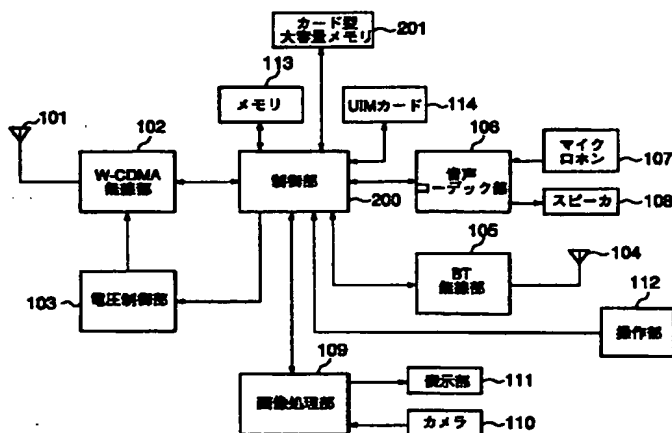 カード型
大容量メモリ
201
113
メモリ
UIMカード
114
101
102
W-CDMA
無線部
制御部
200
106
音声
コーデック部
マイク
ロホン
107
スピーカ
108
105
BT
無線部
104
103
電圧制御部
112
操作部
109
画像処理部
表示部
111
カメラ
110